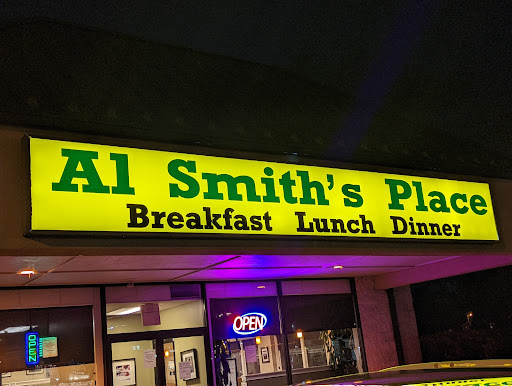 Al Smith's Place
Breakfast Lunch Dinner
OPEN